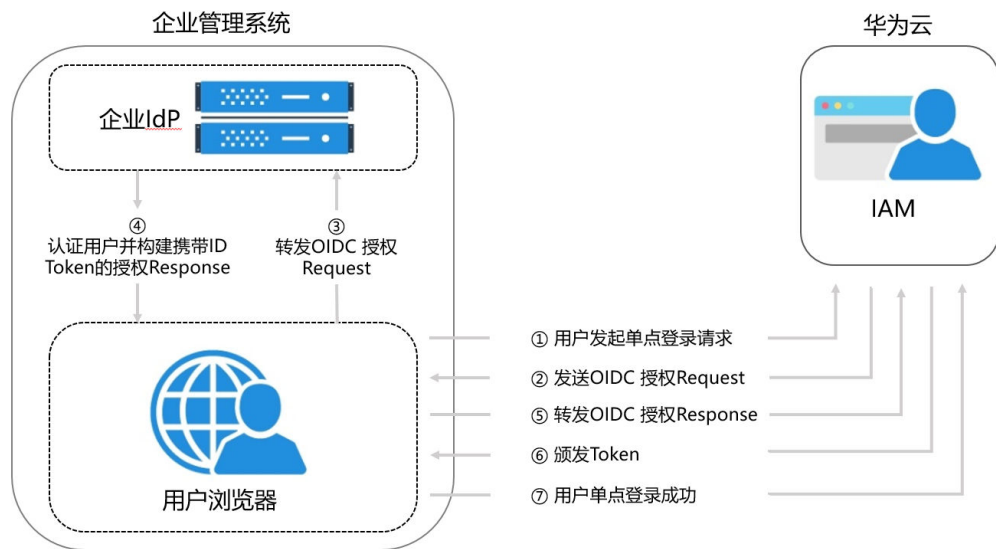 企业管理系统
华为云
企业IdP
IAM
④
认证用户并构建携带ID
Token的授权Response
③
转发OIDC 授权
Request
① 用户发起单点登录请求
② 发送OIDC 授权Request
⑤ 转发OIDC 授权Response
⑥ 颁发Token
⑦ 用户单点登录成功
用户浏览器